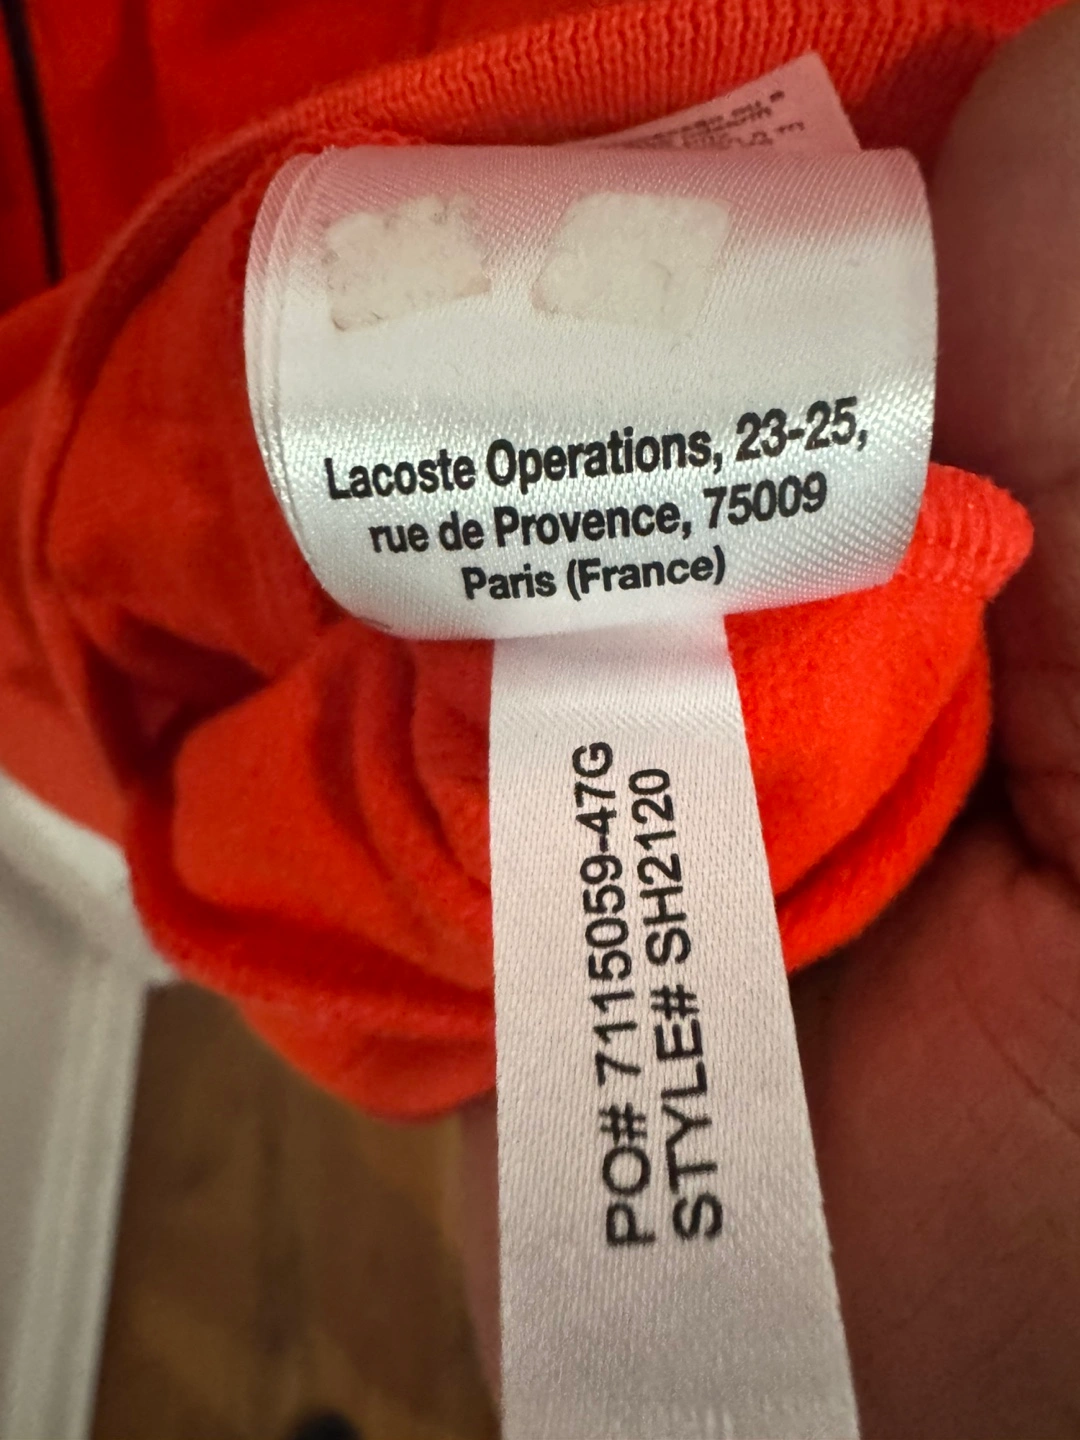 Lacoste Operations, 23-25,
rue de Provence, 75009
Paris (France)
PO# 7115059-47G
STYLE# SH2120